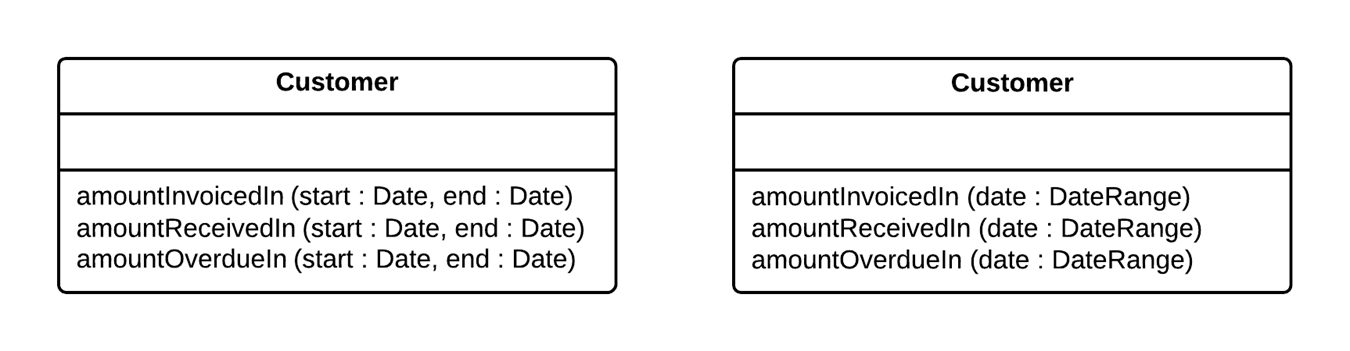 Customer
amountInvoicedIn (start : Date, end : Date)
amountReceivedIn (start : Date, end : Date)
amountOverdueIn (start : Date, end : Date)
Customer
amountInvoicedIn (date : DateRange)
amountReceivedIn (date : DateRange)
amountOverdueIn (date : DateRange)